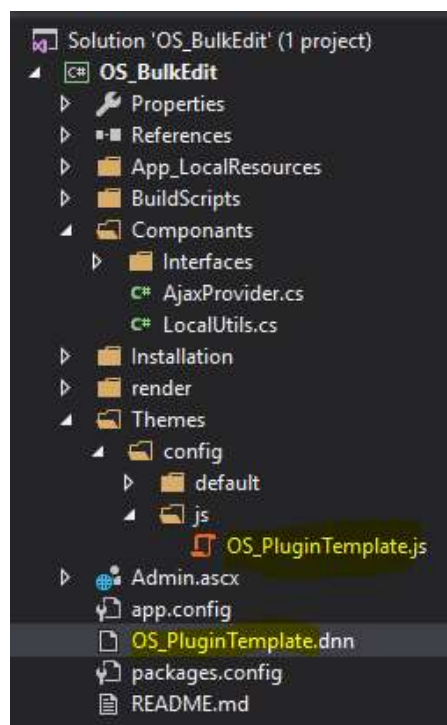 Solution 'OS_BulkEdit' (1 project)
C# OS_BulkEdit
Properties
References
App_LocalResources
BuildScripts
Componants
Interfaces
C# AjaxProvider.cs
C# LocalUtils.cs
Installation
render
Themes
config
default
js
OS_PluginTemplate.js
Admin.ascx
app.config
OS_PluginTemplate.dnn
packages.config
README.md